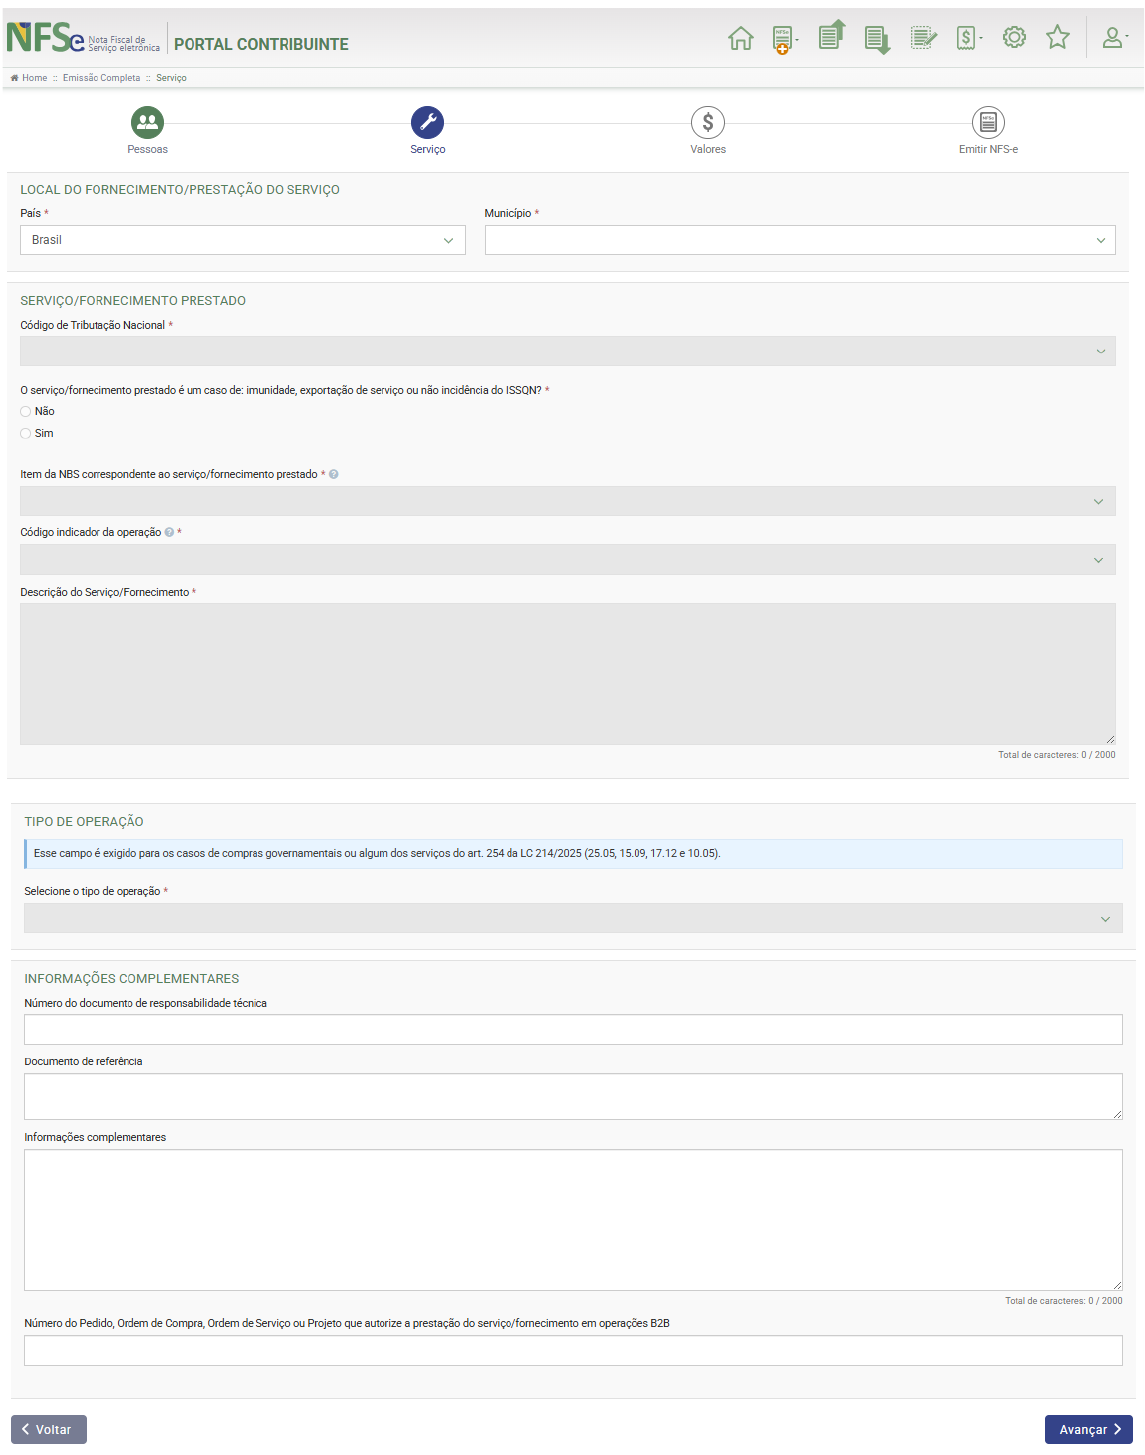 NFSe Nota Fiscal de Serviço eletrônica PORTAL CONTRIBUINTE
Home :: Emissão Completa :: Serviço
Pessoas Serviço Valores Emitir NFS-e
LOCAL DO FORNECIMENTO/PRESTAÇÃO DO SERVIÇO
País * Município *
Brasil
SERVIÇO/FORNECIMENTO PRESTADO
Código de Tributação Nacional *
O serviço/fornecimento prestado é um caso de: imunidade, exportação de serviço ou não incidência do ISSQN? *
Não
Sim
Item da NBS correspondente ao serviço/fornecimento prestado *
Código indicador da operação *
Descrição do Serviço/Fornecimento *
Total de caracteres: 0 / 2000
TIPO DE OPERAÇÃO
Esse campo é exigido para os casos de compras governamentais ou algum dos serviços do art. 254 da LC 214/2025 (25.05, 15.09, 17.12 e 10.05).
Selecione o tipo de operação *
INFORMAÇÕES COMPLEMENTARES
Número do documento de responsabilidade técnica
Documento de referência
Informações complementares
Total de caracteres: 0 / 2000
Número do Pedido, Ordem de Compra, Ordem de Serviço ou Projeto que autorize a prestação do serviço/fornecimento em operações B2B
Voltar Avançar